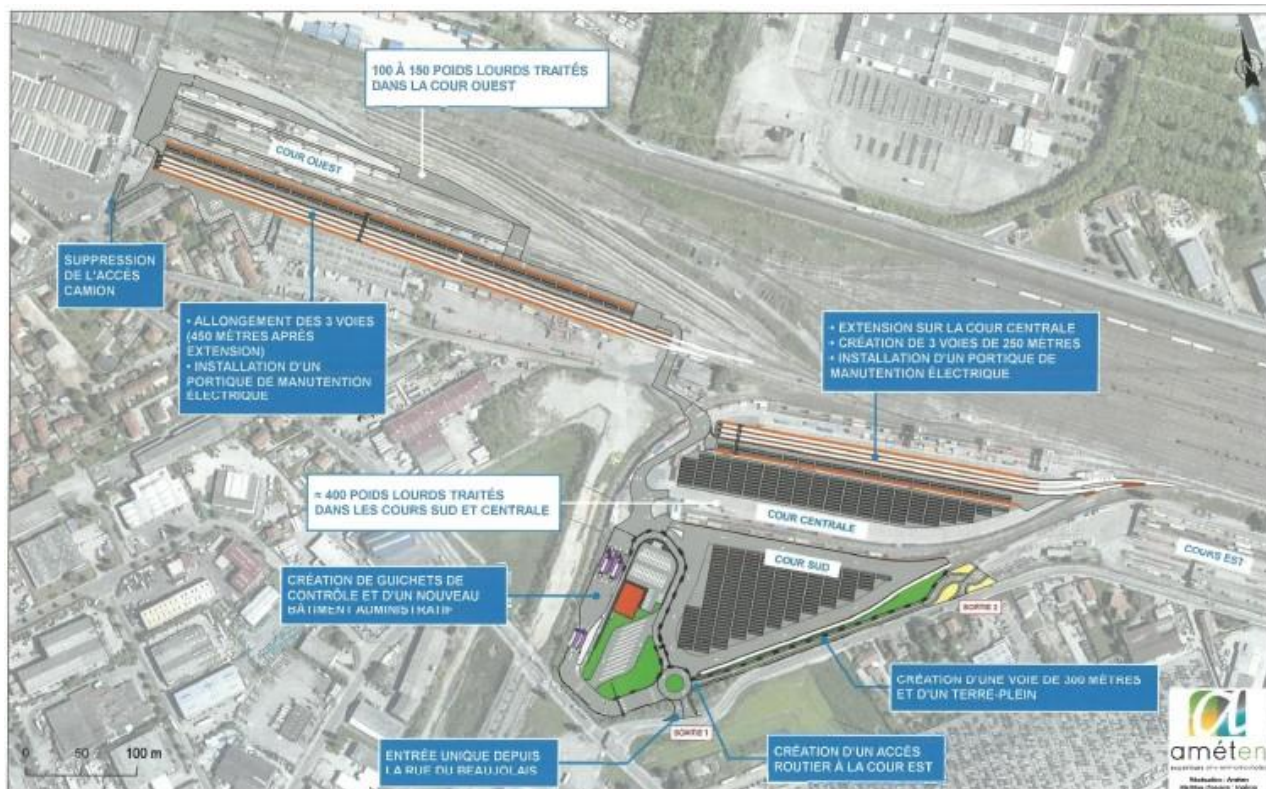 100 À 150 POIDS LOURDS TRAITÉS
DANS LA COUR OUEST
COUR OUEST
SUPPRESSION
DE L'ACCÈS
CAMION
• ALLONGEMENT DES 3 VOIES
(450 MÈTRES APRÈS
EXTENSION)
• INSTALLATION D'UN
PORTIQUE DE MANUTENTION
ÉLECTRIQUE
• EXTENSION SUR LA COUR CENTRALE
• CRÉATION DE 3 VOIES DE 250 MÈTRES
• INSTALLATION D'UN PORTIQUE DE
MANUTENTION ÉLECTRIQUE
≈ 400 POIDS LOURDS TRAITÉS
DANS LES COURS SUD ET CENTRALE
COUR CENTRALE
COUR SUD
COURS EST
CRÉATION DE GUICHETS DE
CONTRÔLE ET D'UN NOUVEAU
BÂTIMENT ADMINISTRATIF
SORTIE 2
CRÉATION D'UNE VOIE DE 300 MÈTRES
ET D'UN TERRE-PLEIN
SORTIE 1
ENTRÉE UNIQUE DEPUIS
LA RUE DU BEAUJOLAIS
CRÉATION D'UN ACCÈS
ROUTIER À LA COUR EST
0 50 100 m
améten
Réalisation : Améten